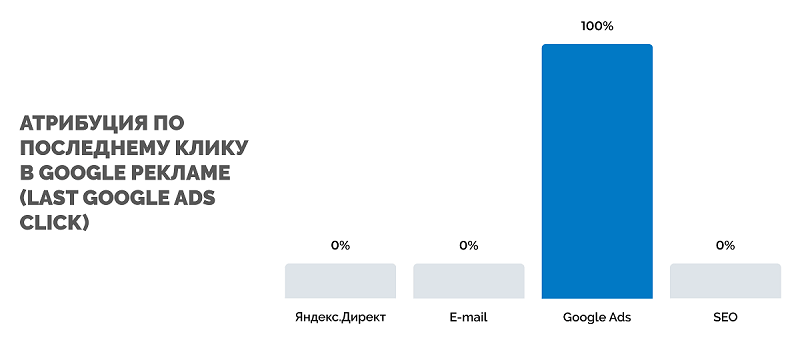 АТРИБУЦИЯ ПО
ПОСЛЕДНЕМУ КЛИКУ
В GOOGLE РЕКЛАМЕ
(LAST GOOGLE ADS
CLICK)
0% 0% 100% 0%
Яндекс.Директ E-mail Google Ads SEO